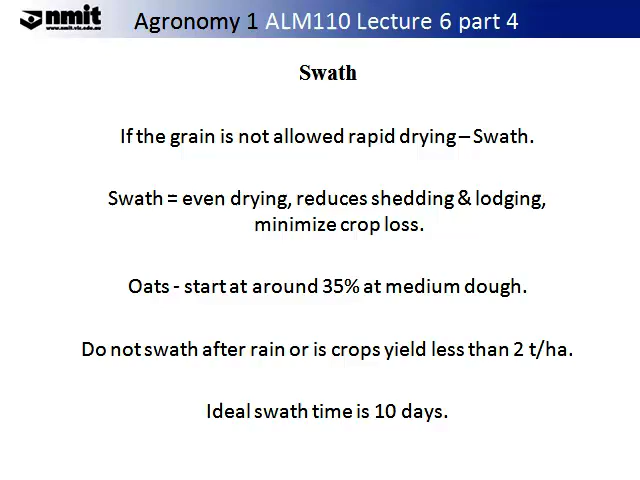 nmit
www.nmit.vic.edu.au
Agronomy 1 ALM110 Lecture 6 part 4
Swath
If the grain is not allowed rapid drying – Swath.
Swath = even drying, reduces shedding & lodging,
minimize crop loss.
Oats - start at around 35% at medium dough.
Do not swath after rain or is crops yield less than 2 t/ha.
Ideal swath time is 10 days.